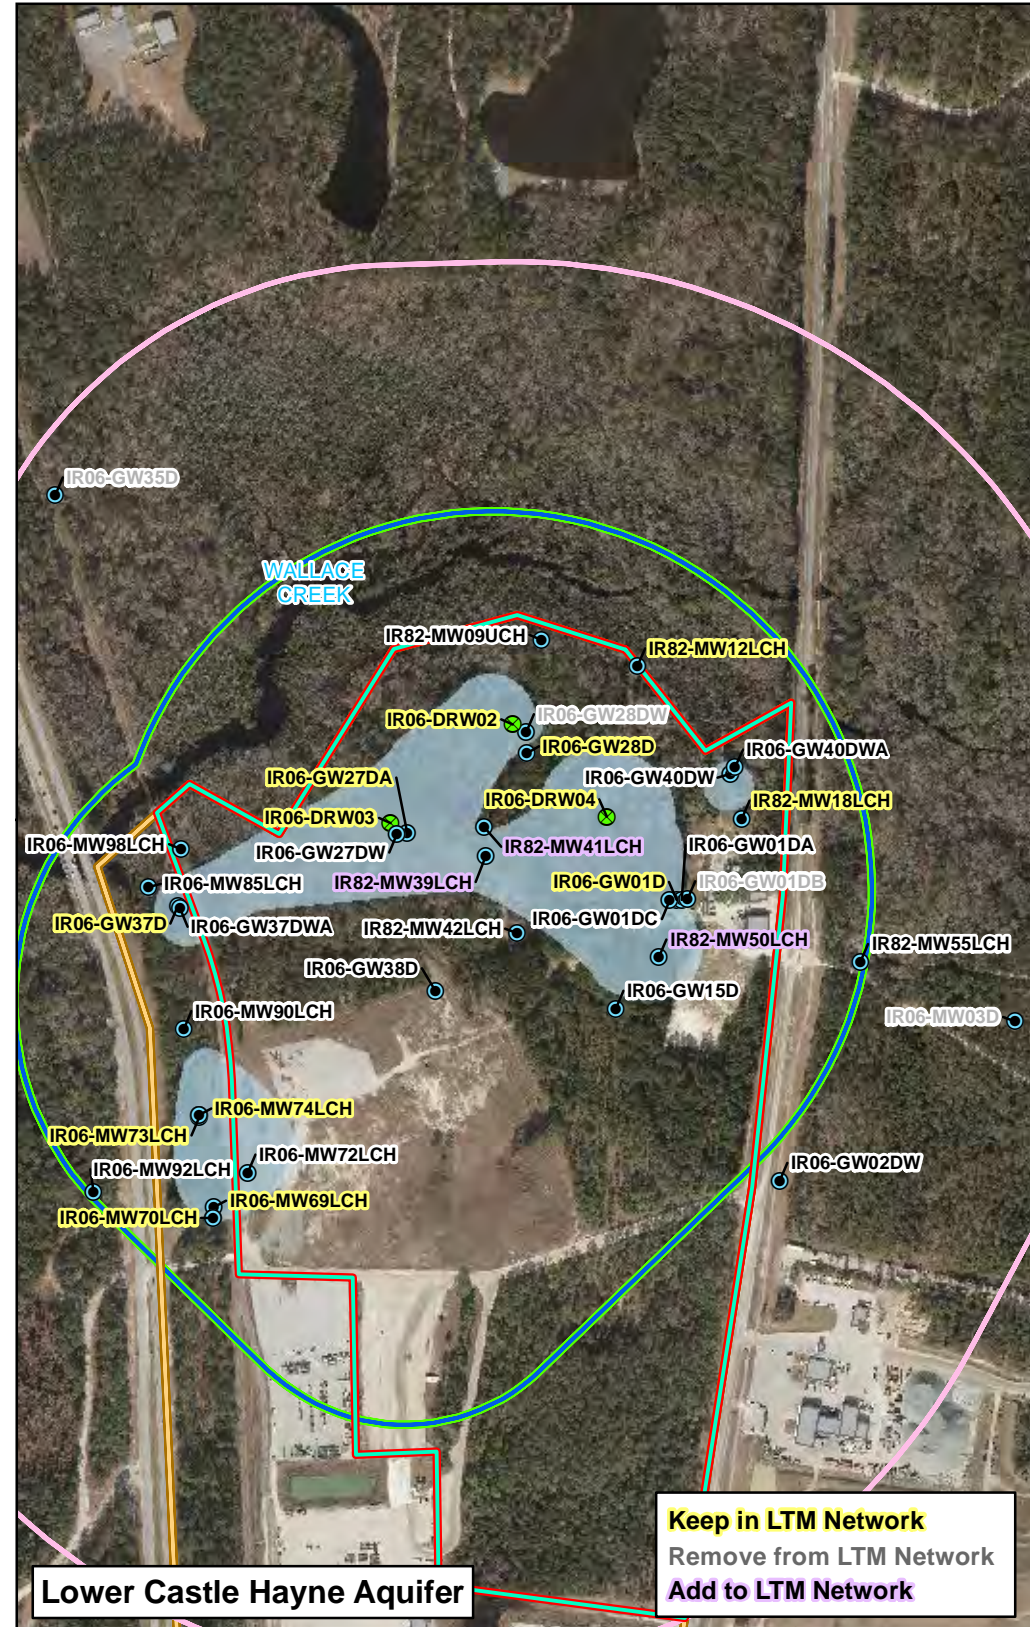 IR06-GW35D
WALLACE
CREEK
IR82-MW09UCH
IR82-MW12LCH
IR06-DRW02
IR06-GW28DW
IR06-GW28D
IR06-GW40DWA
IR06-GW40DW
IR06-GW27DA
IR06-DRW04
IR82-MW18LCH
IR06-DRW03
IR06-MW98LCH
IR06-GW27DW
IR82-MW41LCH
IR06-GW01DA
IR06-MW85LCH
IR82-MW39LCH
IR06-GW01D
IR06-GW01DB
IR06-GW37D
IR06-GW37DWA
IR82-MW42LCH
IR06-GW01DC
IR82-MW50LCH
IR82-MW55LCH
IR06-GW38D
IR06-GW15D
IR06-MW03D
IR06-MW90LCH
IR06-MW74LCH
IR06-MW73LCH
IR06-MW92LCH
IR06-MW72LCH
IR06-GW02DW
IR06-MW69LCH
IR06-MW70LCH
Keep in LTM Network
Remove from LTM Network
Add to LTM Network
Lower Castle Hayne Aquifer